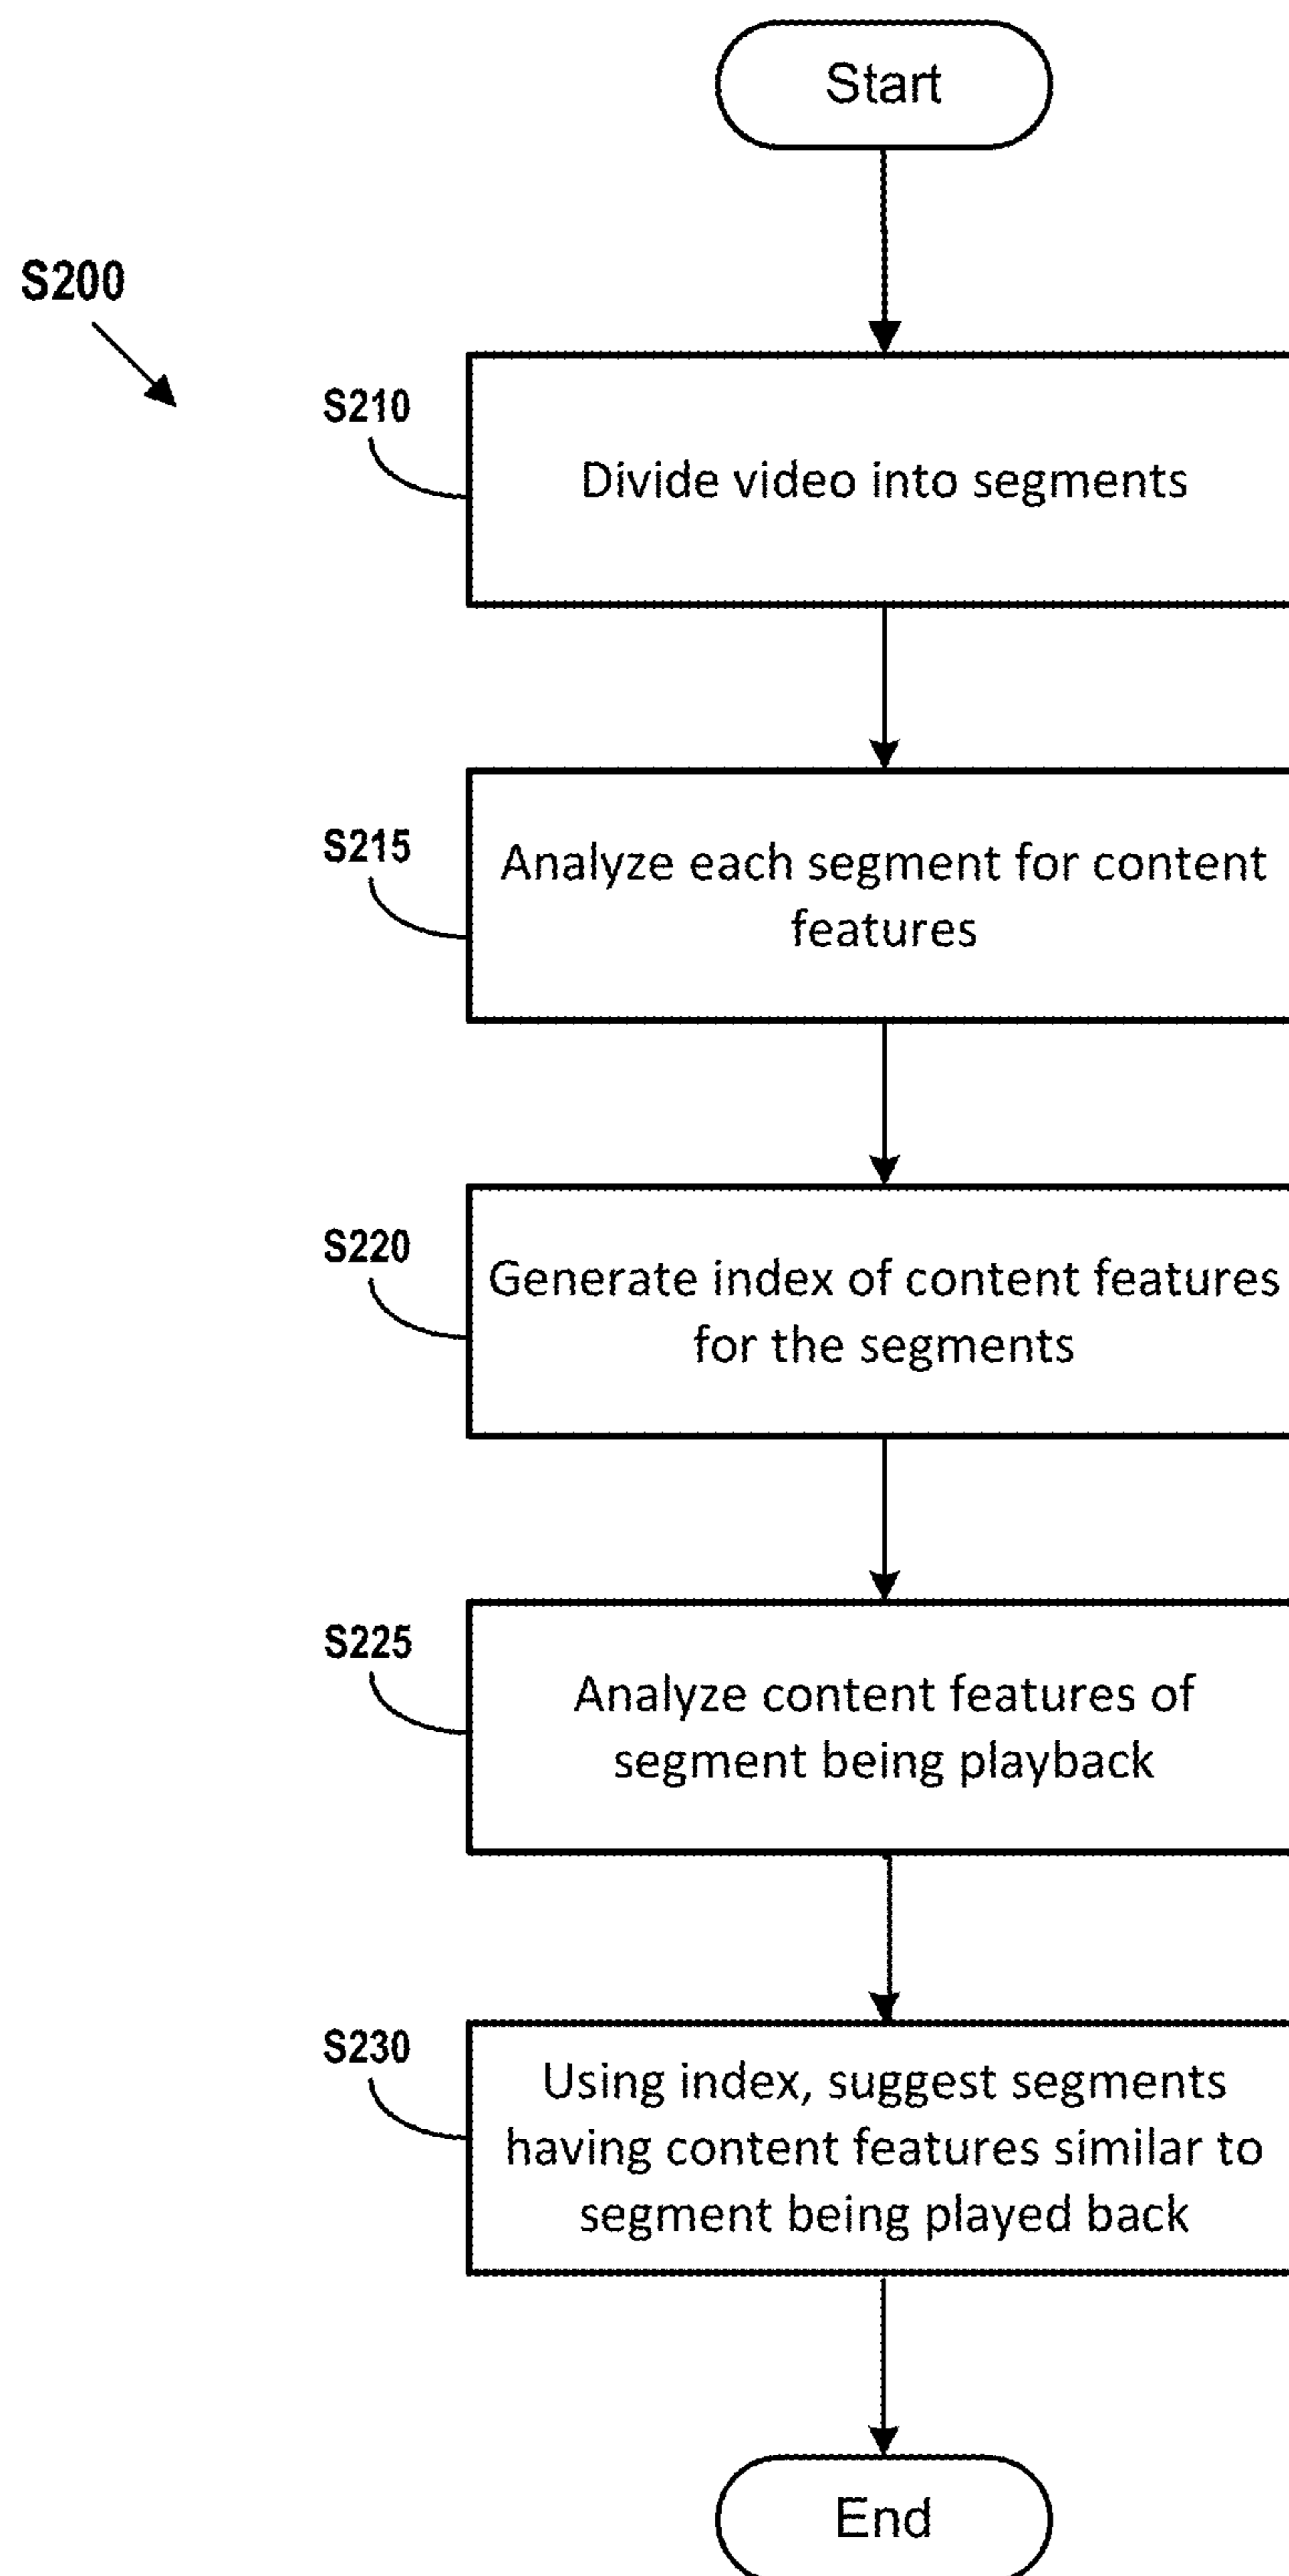 Start
S200
S210
Divide video into segments
S215
Analyze each segment for content
features
S220
Generate index of content features
for the segments
S225
Analyze content features of
segment being playback
S230
Using index, suggest segments
having content features similar to
segment being played back
End